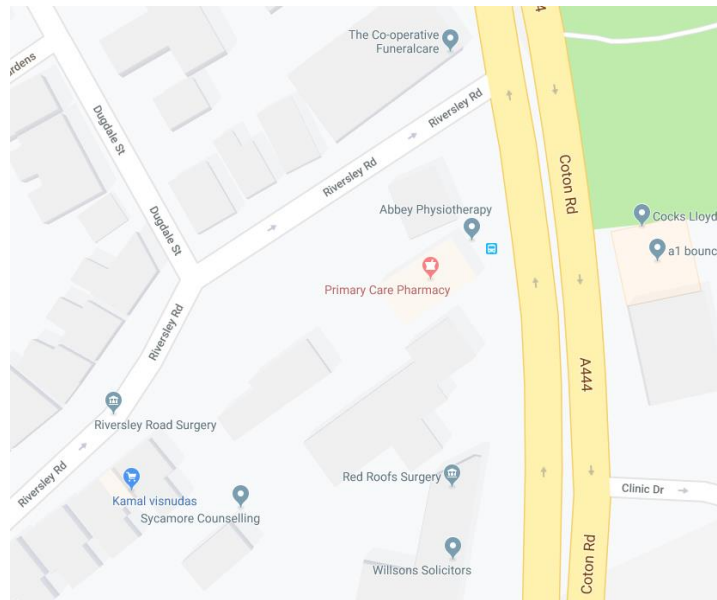 444
The Co-operative
Funeralcare
ardens
Dugdale St
Riversley Rd
Riversley Rd
Coton Rd
Dugdale St
Abbey Physiotherapy
Cocks Lloyd
a1 bounc
Primary Care Pharmacy
Riversley Rd
A444
Riversley Road Surgery
Riversley Rd
Red Roofs Surgery
Clinic Dr
Kamal visnudas
Sycamore Counselling
Willsons Solicitors
Coton Rd